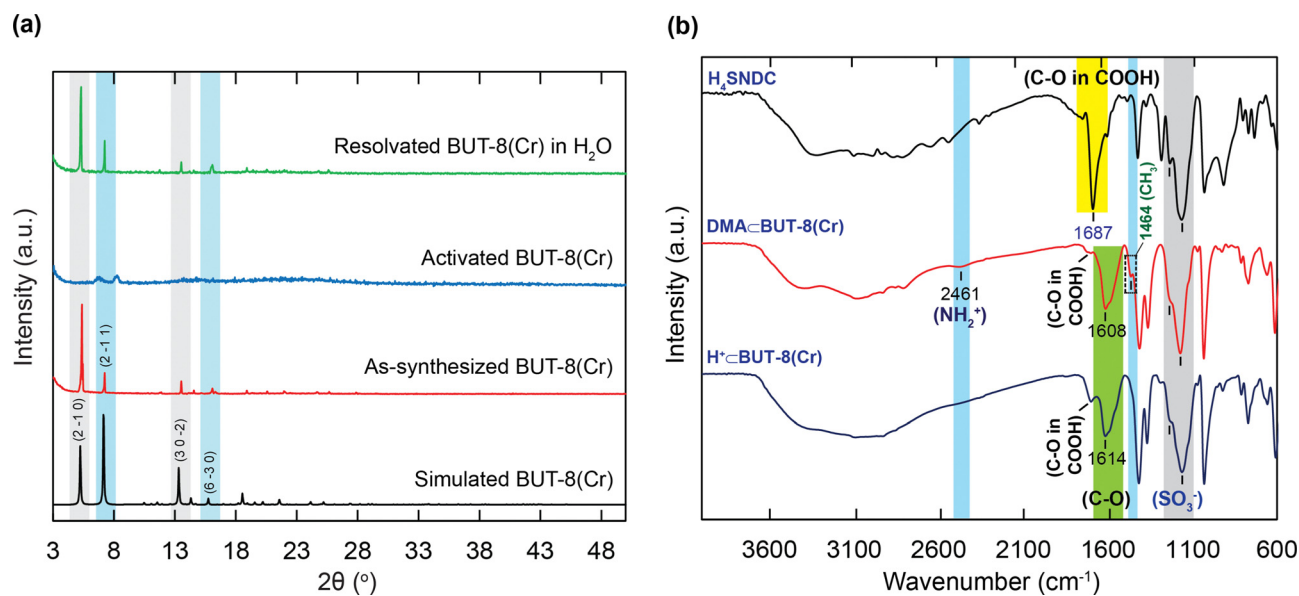 (a)
Intensity (a.u.)
Resolvated BUT-8(Cr) in H₂O
Activated BUT-8(Cr)
As-synthesized BUT-8(Cr)
Simulated BUT-8(Cr)
(2 -1 0)
(2 -1 1)
(3 0 -2)
(6 -3 0)
3 8 13 18 23 28 33 38 43 48
2θ (°)
(b)
Intensity (a.u.)
H₄SNDC
(C-O in COOH)
1687
1464 (CH₃)
DMA⊂BUT-8(Cr)
2461
(NH₂⁺)
(C-O in
COOH)
1608
H⁺⊂BUT-8(Cr)
(C-O in
COOH)
1614
(C-O)
(SO₃⁻)
3600 3100 2600 2100 1600 1100 600
Wavenumber (cm⁻¹)